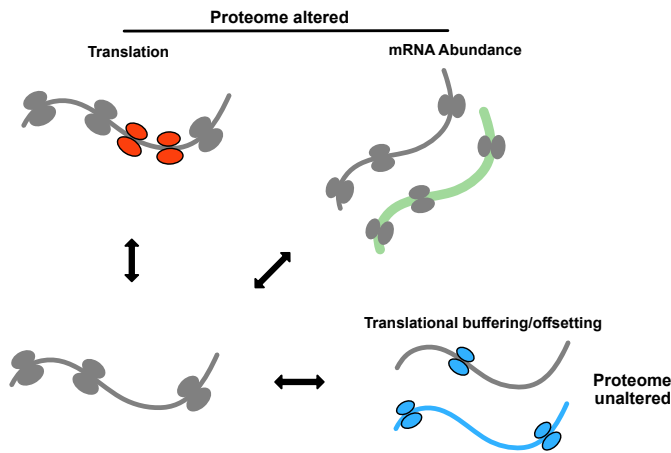 Proteome altered
Translation
mRNA Abundance
Translational buffering/offsetting
Proteome
unaltered